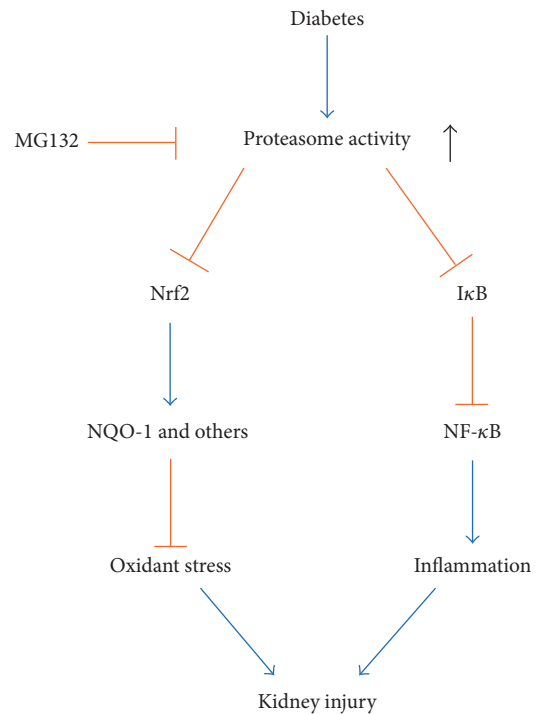 Diabetes
MG132
Proteasome activity
Nrf2
IκB
NQO-1 and others
NF-κB
Oxidant stress
Inflammation
Kidney injury